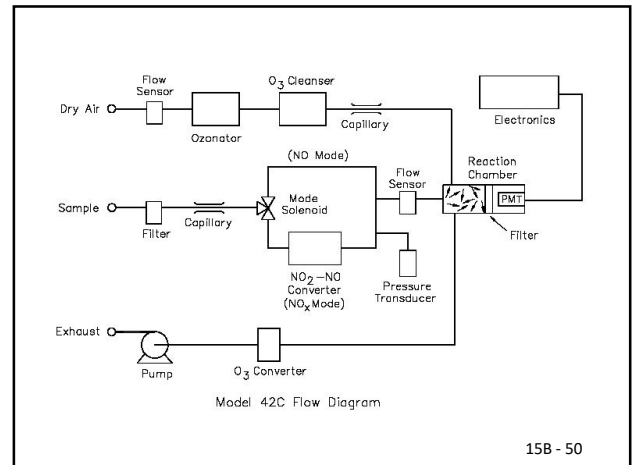 Flow
Sensor
O3 Cleanser
Dry Air
Ozonator
Capillary
Electronics
(NO Mode)
Flow
Sensor
Reaction
Chamber
Mode
Solenoid
PMT
Sample
Filter
Capillary
Filter
NO2-NO
Converter
(NOx Mode)
Pressure
Transducer
Exhaust
Pump
O3 Converter
Model 42C Flow Diagram
15B - 50